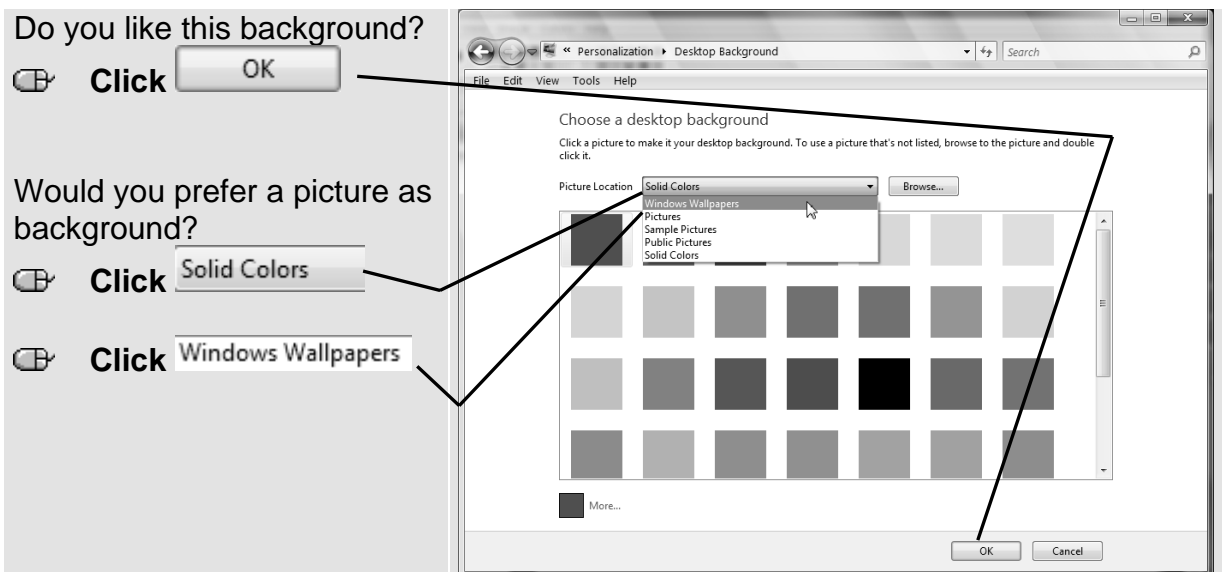 Do you like this background?
Click OK
Would you prefer a picture as
background?
Click Solid Colors
Click Windows Wallpapers
« Personalization ▸ Desktop Background
Search
File Edit View Tools Help
Choose a desktop background
Click a picture to make it your desktop background. To use a picture that's not listed, browse to the picture and double
click it.
Picture Location Solid Colors Browse...
Windows Wallpapers
Pictures
Sample Pictures
Public Pictures
Solid Colors
More...
OK Cancel